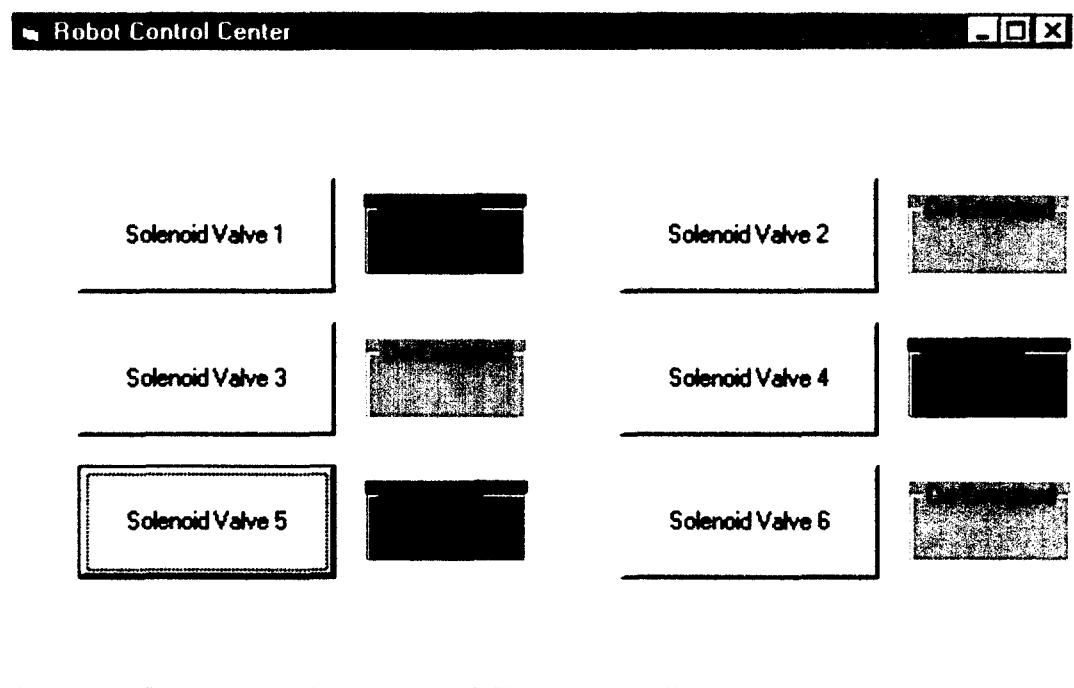 Robot Control Center
Solenoid Valve 1
Solenoid Valve 2
Solenoid Valve 3
Solenoid Valve 4
Solenoid Valve 5
Solenoid Valve 6